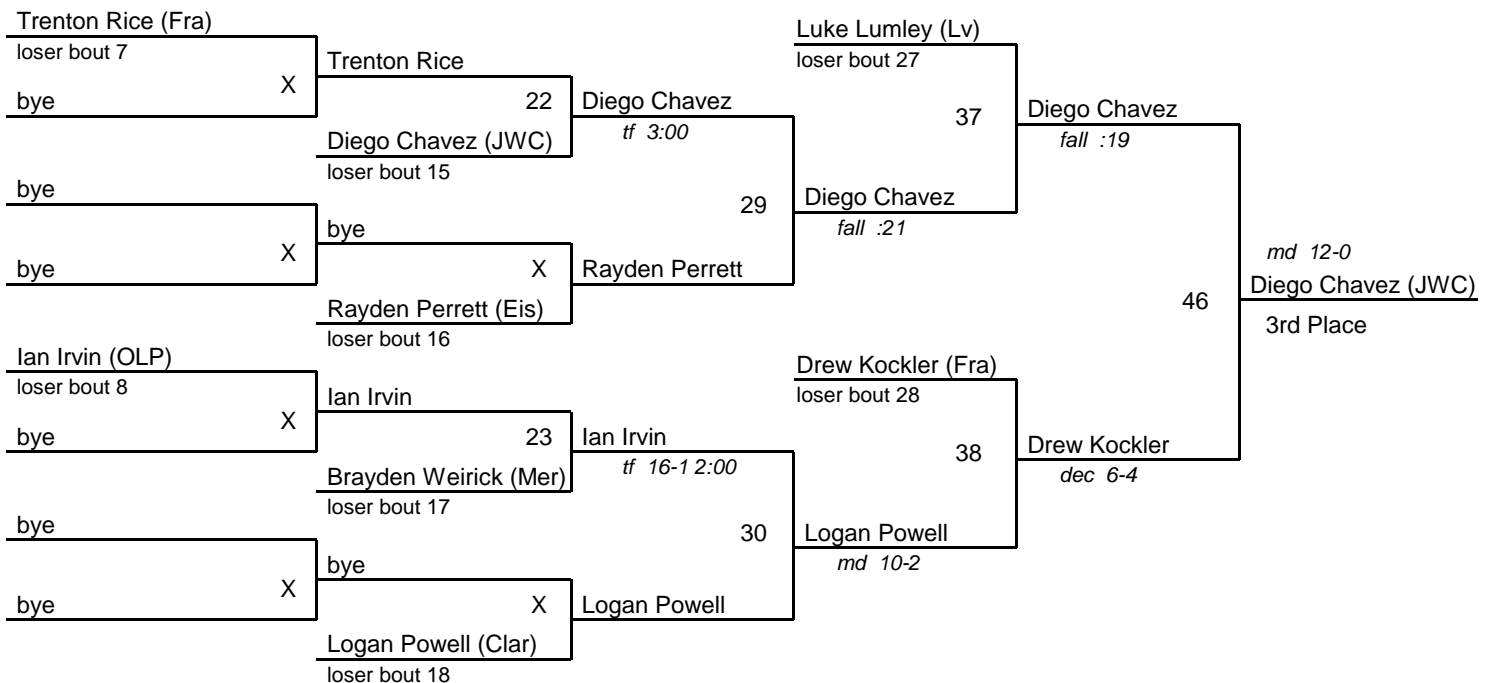 Trenton Rice (Fra)
loser bout 7
X
bye
Trenton Rice
22
Diego Chavez (JWC)
loser bout 15
Diego Chavez
tf 3:00
bye
X
bye
bye
X
Rayden Perrett (Eis)
loser bout 16
Rayden Perrett
29
Luke Lumley (Lv)
loser bout 27
37
Diego Chavez
fall :21
Diego Chavez
fall :19
Ian Irvin (OLP)
loser bout 8
X
bye
Ian Irvin
23
Brayden Weirick (Mer)
loser bout 17
Ian Irvin
tf 16-1 2:00
bye
X
bye
bye
X
Logan Powell (Clar)
loser bout 18
Logan Powell
30
Drew Kockler (Fra)
loser bout 28
38
Logan Powell
md 10-2
Drew Kockler
dec 6-4
46
md 12-0
Diego Chavez (JWC)
3rd Place